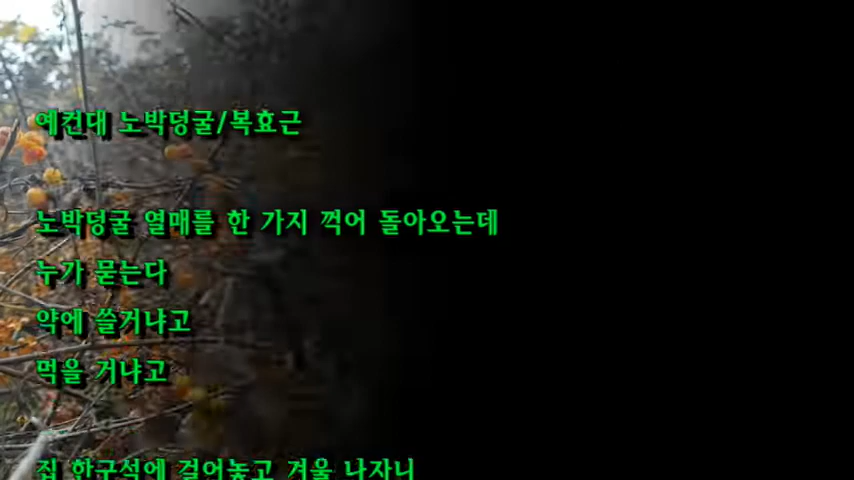 예컨대 노박덩굴/복효근
노박덩굴 열매를 한 가지 꺽어 돌아오는데
누가 묻는다
약에 쓸거냐고
먹을 거냐고
집 한구석에 걸어놓고 겨울 나자니